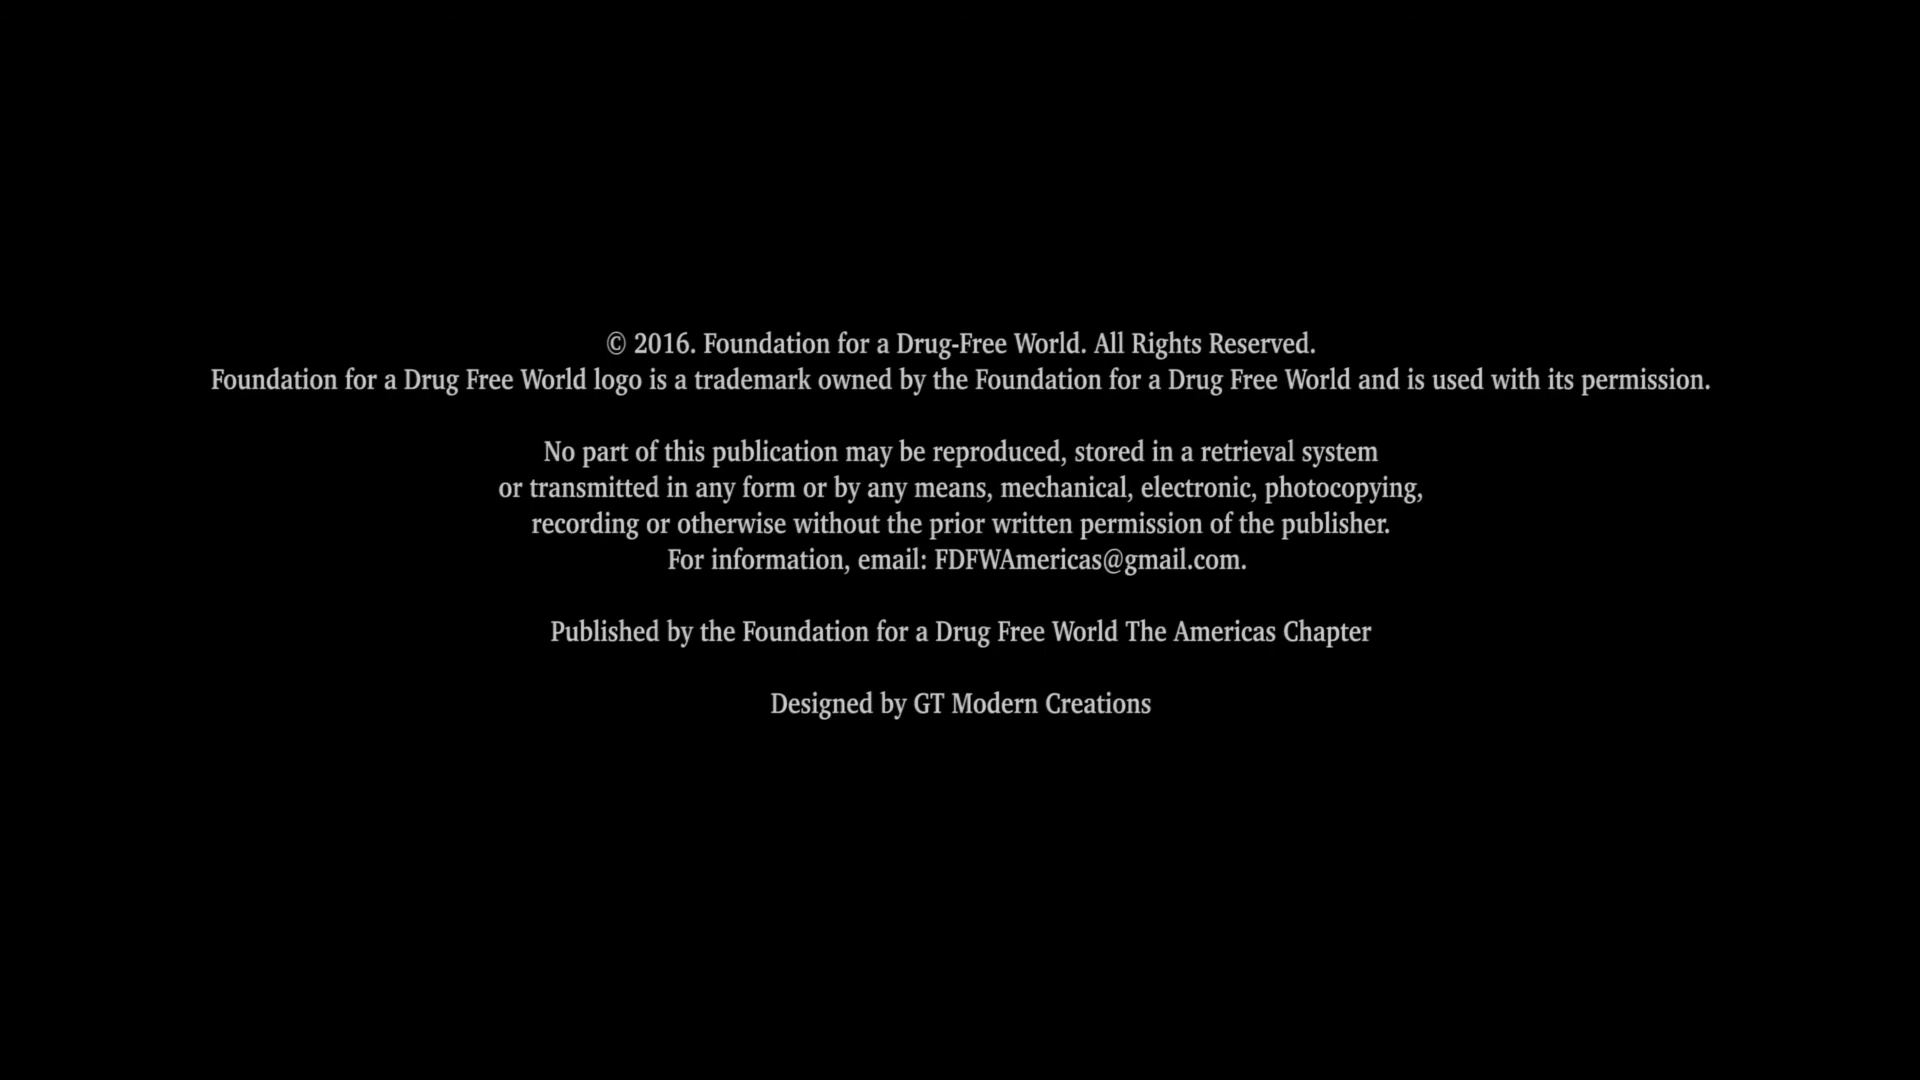 © 2016. Foundation for a Drug-Free World. All Rights Reserved.
Foundation for a Drug Free World logo is a trademark owned by the Foundation for a Drug Free World and is used with its permission.
No part of this publication may be reproduced, stored in a retrieval system
or transmitted in any form or by any means, mechanical, electronic, photocopying,
recording or otherwise without the prior written permission of the publisher.
For information, email: FDFWAmericas@gmail.com.
Published by the Foundation for a Drug Free World The Americas Chapter
Designed by GT Modern Creations